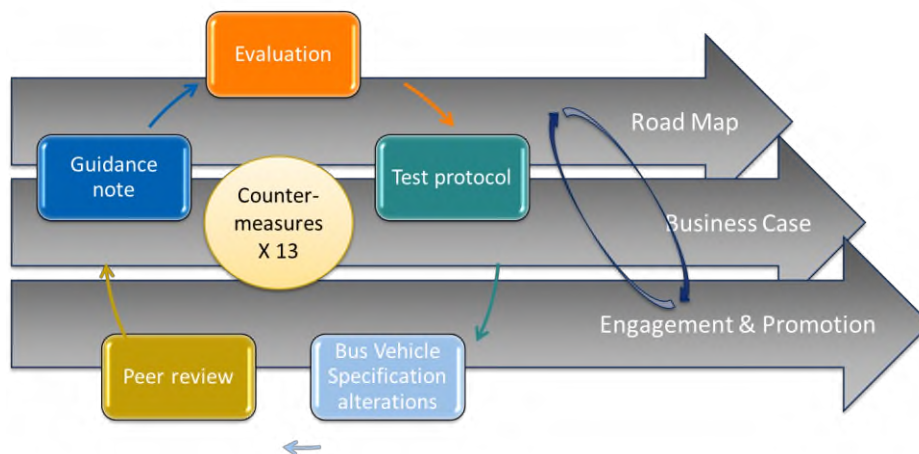 Evaluation
Road Map
Guidance
note
Test protocol
Counter-
measures
X 13
Business Case
Engagement & Promotion
Peer review
Bus Vehicle
Specification
alterations